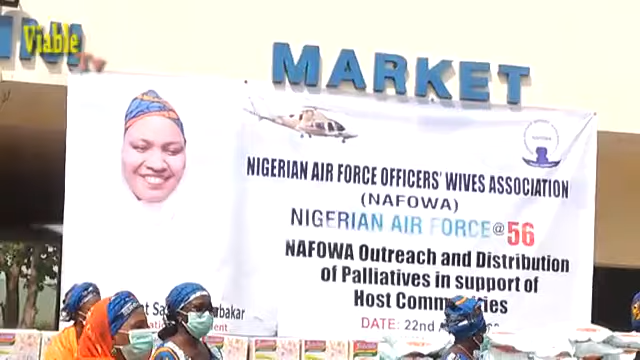 Viable
MARKET
NIGERIAN AIR FORCE OFFICERS' WIVES ASSOCIATION
(NAFOWA)
NIGERIAN AIR FORCE@56
NAFOWA Outreach and Distribution
of Palliatives in support of
Host
DATE: 22nd